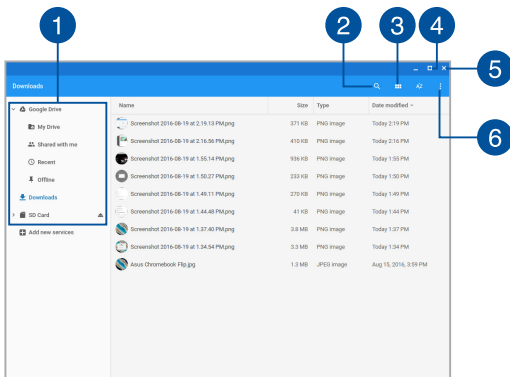 1
2 3 4
5
6
Downloads
Google Drive
My Drive
Shared with me
Recent
Offline
Downloads
SD Card
Add new services
Name Size Type Date modified
Screenshot 2016-08-19 at 2.19.13 PM.png 371 KB PNG image Today 2:19 PM
Screenshot 2016-08-19 at 2.16.56 PM.png 410 KB PNG image Today 2:16 PM
Screenshot 2016-08-19 at 1.55.14 PM.png 936 KB PNG image Today 1:55 PM
Screenshot 2016-08-19 at 1.50.27 PM.png 233 KB PNG image Today 1:50 PM
Screenshot 2016-08-19 at 1.49.11 PM.png 270 KB PNG image Today 1:49 PM
Screenshot 2016-08-19 at 1.44.48 PM.png 41 KB PNG image Today 1:44 PM
Screenshot 2016-08-19 at 1.37.40 PM.png 3.8 MB PNG image Today 1:37 PM
Screenshot 2016-08-19 at 1.34.54 PM.png 3.3 MB PNG image Today 1:34 PM
Asus Chromebook Flip.jpg 1.3 MB JPEG image Aug 15, 2016, 3:59 PM